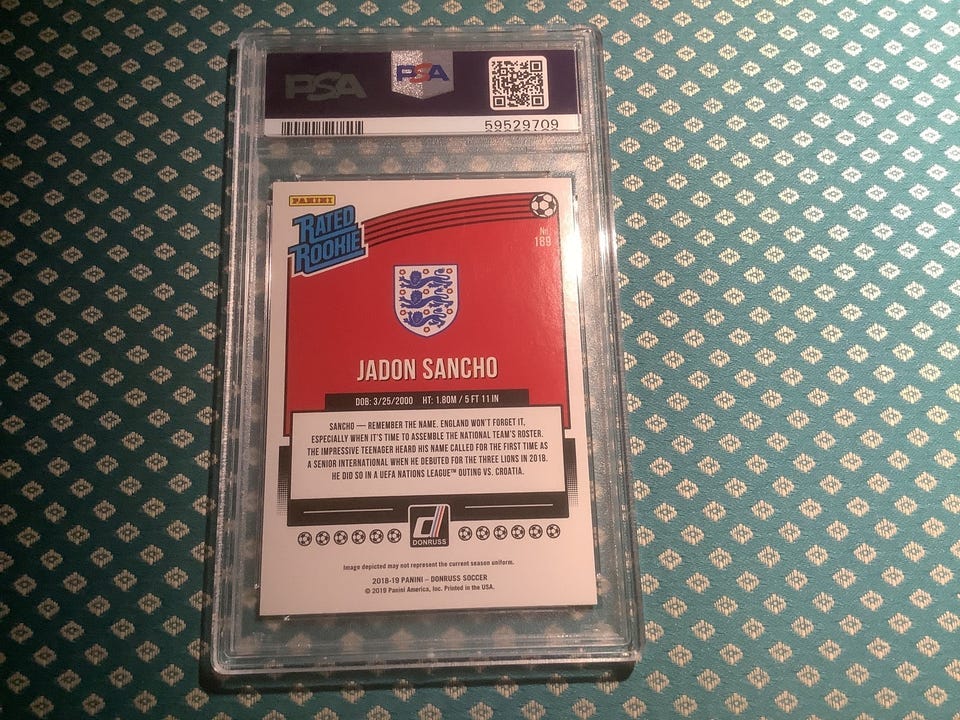 PSA
PSA
59529709
PANINI
RATED
ROOKIE
No
189
JADON SANCHO
DOB: 3/25/2000 HT: 1.80M / 5 FT 11 IN
SANCHO — REMEMBER THE NAME. ENGLAND WON'T FORGET IT,
ESPECIALLY WHEN IT'S TIME TO ASSEMBLE THE NATIONAL TEAM'S ROSTER.
THE IMPRESSIVE TEENAGER HEARD HIS NAME CALLED FOR THE FIRST TIME AS
A SENIOR INTERNATIONAL WHEN HE DEBUTED FOR THE THREE LIONS IN 2018.
HE DID SO IN A UEFA NATIONS LEAGUE™ OUTING VS. CROATIA.
d
DONRUSS
Image depicted may not represent the current season uniform.
2018-19 PANINI – DONRUSS SOCCER
© 2019 Panini America, Inc. Printed in the USA.